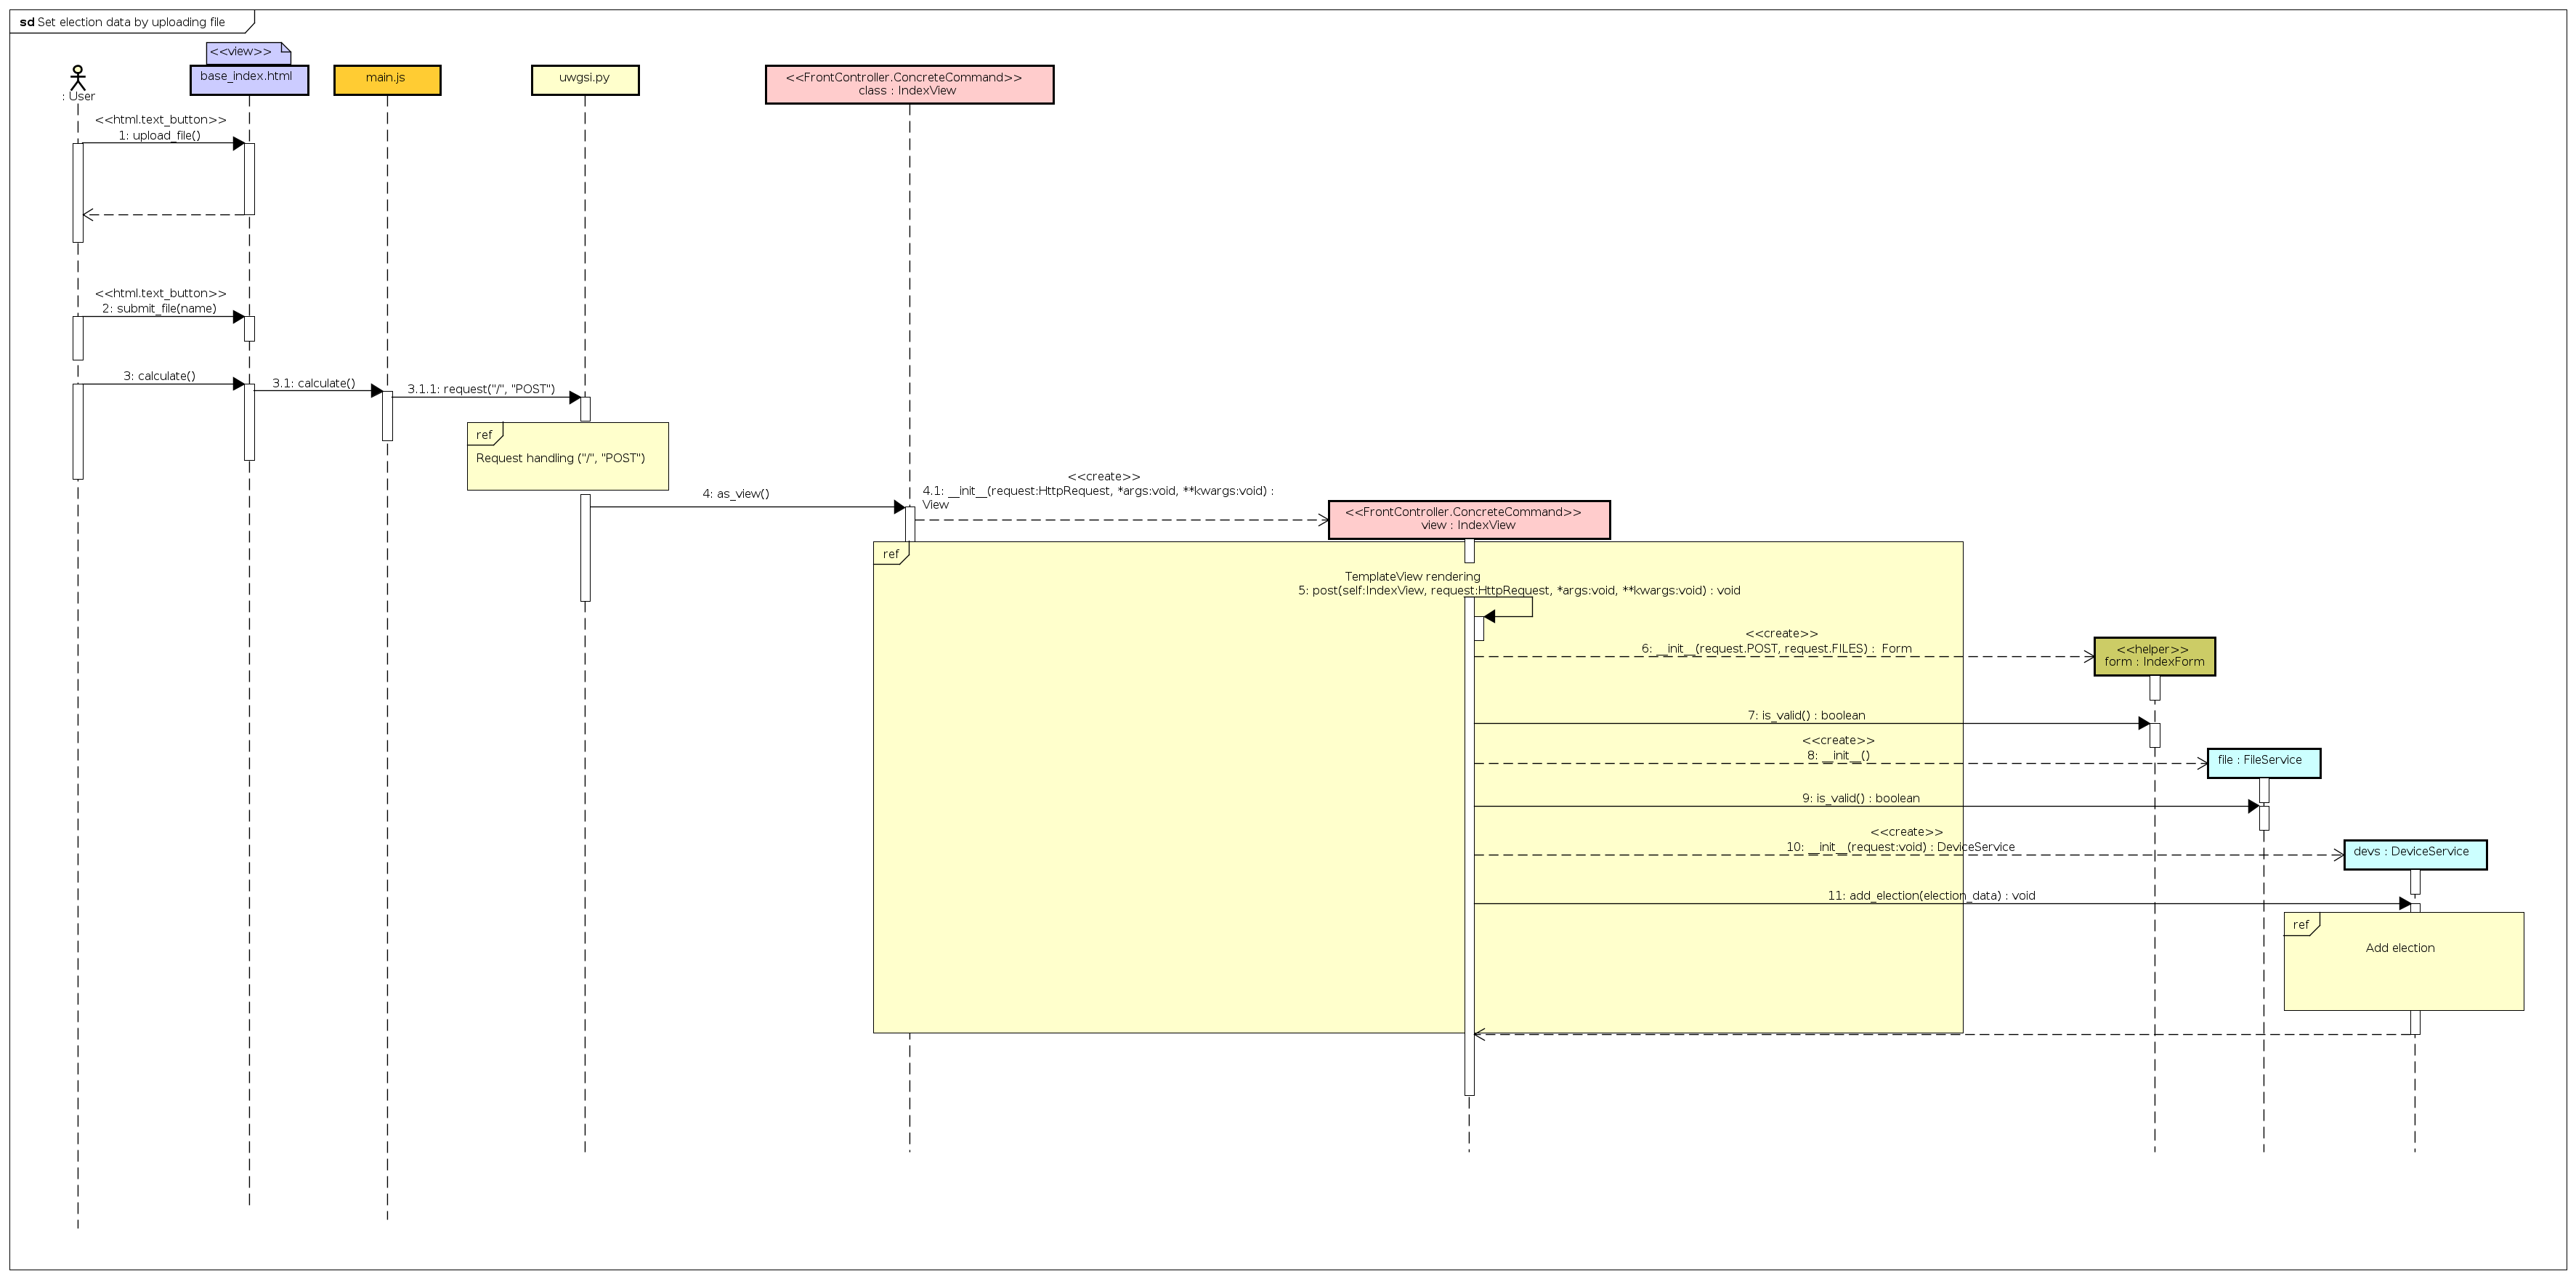 sd Set election data by uploading file
<<view>>
: User
base_index.html
main.js
uwgsi.py
<<FrontController.ConcreteCommand>>
class : IndexView
<<html.text_button>>
1: upload_file()
<<html.text_button>>
2: submit_file(name)
3: calculate()
3.1: calculate()
3.1.1: request("/", "POST")
ref
Request handling ("/", "POST")
4: as_view()
<<create>>
4.1: __init__(request:HttpRequest, *args:void, **kwargs:void) :
View
<<FrontController.ConcreteCommand>>
view : IndexView
ref
TemplateView rendering
5: post(self:IndexView, request:HttpRequest, *args:void, **kwargs:void) : void
<<create>>
6: __init__(request.POST, request.FILES) :  Form
<<helper>>
form : IndexForm
7: is_valid() : boolean
<<create>>
8: __init__()
file : FileService
9: is_valid() : boolean
<<create>>
10: __init__(request:void) : DeviceService
devs : DeviceService
11: add_election(election_data) : void
ref
Add election